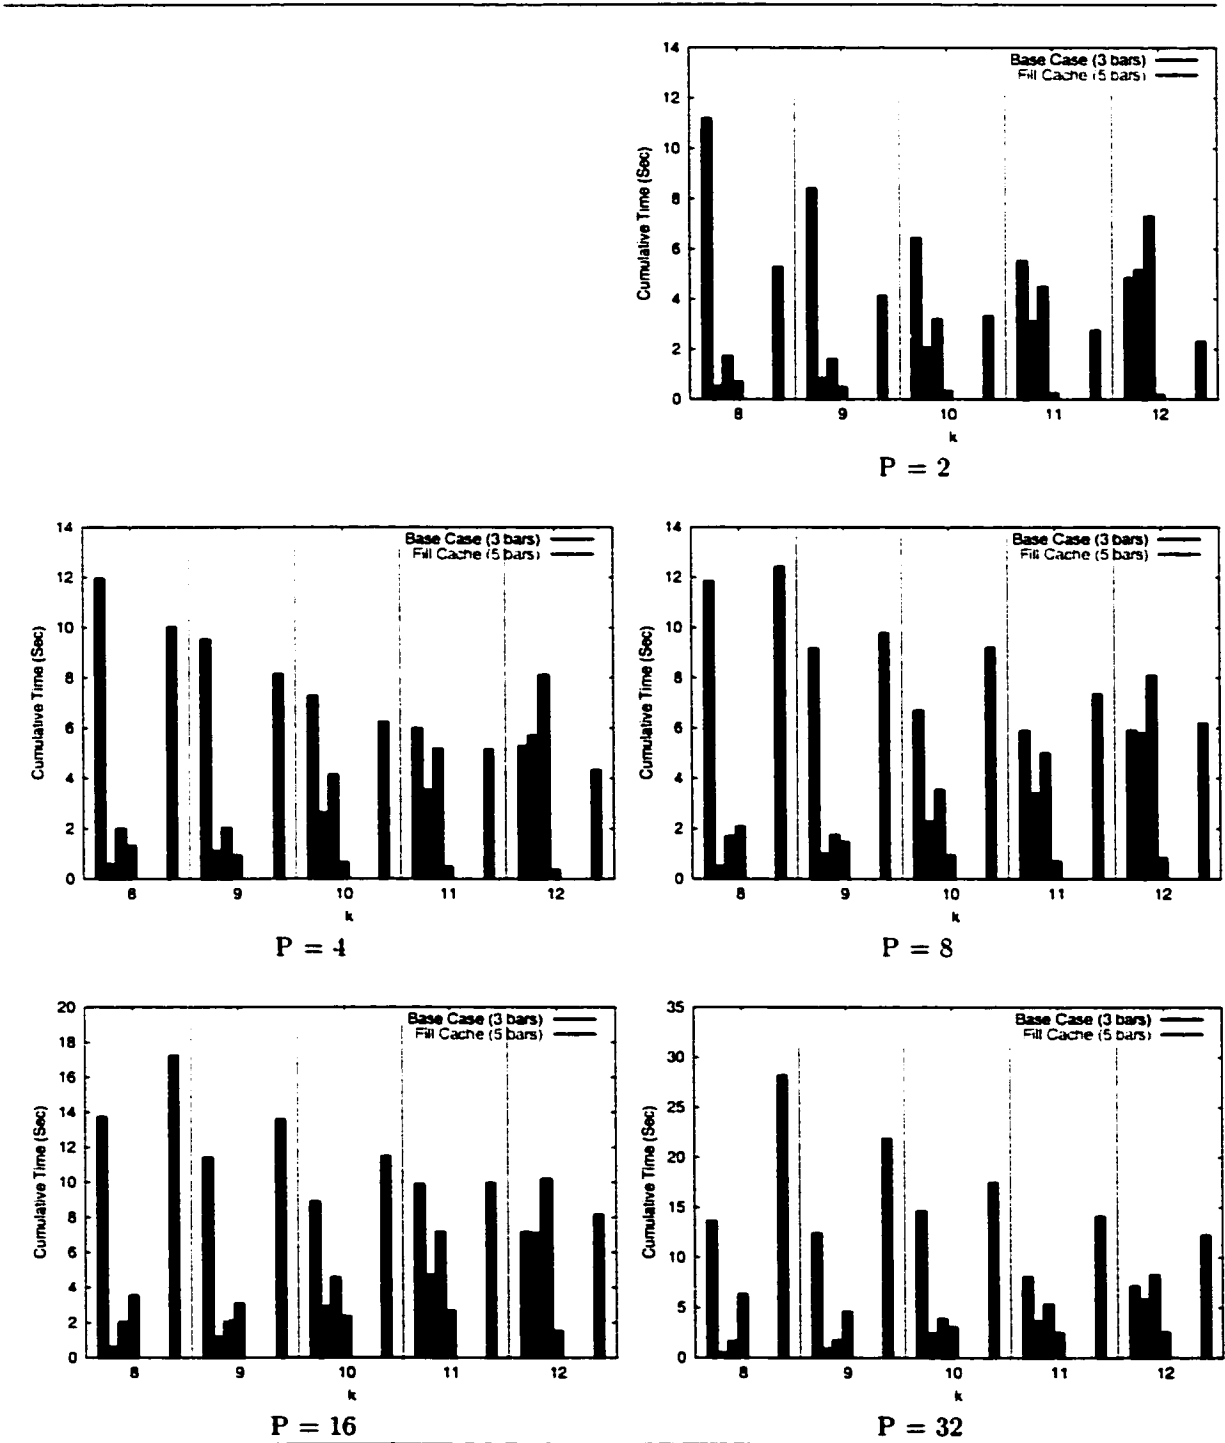 14
12
10
8
6
4
2
0
Cumulative Time (Sec)
Base Case (3 bars)
Fill Cache (5 bars)
8 9 10 11 12
k
P = 2
14
12
10
8
6
4
2
0
Cumulative Time (Sec)
Base Case (3 bars)
Fill Cache (5 bars)
8 9 10 11 12
k
P = 4
14
12
10
8
6
4
2
0
Cumulative Time (Sec)
Base Case (3 bars)
Fill Cache (5 bars)
8 9 10 11 12
k
P = 8
20
18
16
14
12
10
8
6
4
2
0
Cumulative Time (Sec)
Base Case (3 bars)
Fill Cache (5 bars)
8 9 10 11 12
k
P = 16
35
30
25
20
15
10
5
0
Cumulative Time (Sec)
Base Case (3 bars)
Fill Cache (5 bars)
8 9 10 11 12
k
P = 32